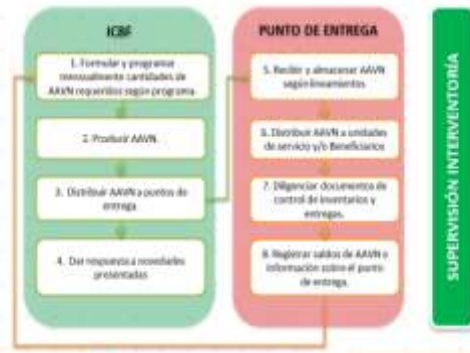 ICBF
1. Formular y programar
mensualmente cantidades de
AAVN requeridos según programa.
2. Producir AAVN.
3. Distribuir AAVN a puntos de
entrega.
4. Dar respuesta a novedades
presentadas
PUNTO DE ENTREGA
5. Recibir y almacenar AAVN
según lineamientos.
6. Distribuir AAVN a unidades
de servicio y/o Beneficiarios
7. Diligenciar documentos de
control de inventarios y
entregas.
8. Registrar saldos de AAVN e
información sobre el punto
de entrega.
SUPERVISIÓN INTERVENTORÍA